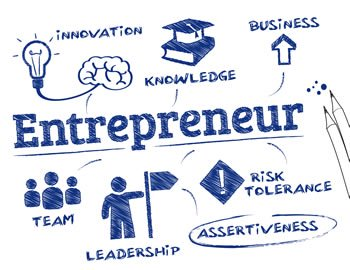 INNOVATION
BUSINESS
KNOWLEDGE
Entrepreneur
RISK
TOLERANCE
TEAM
LEADERSHIP
ASSERTIVENESS